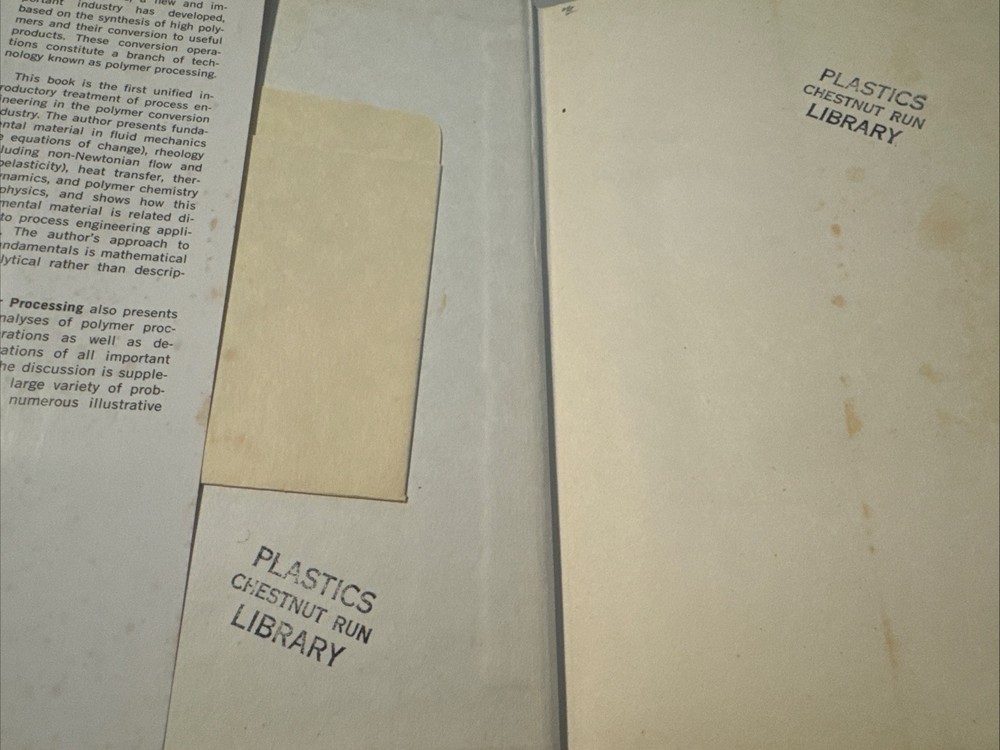 new and im-
industry has developed,
based on the synthesis of high poly-
mers and their conversion to useful
products. These conversion opera-
tions constitute a branch of tech-
nology known as polymer processing.
This book is the first unified in-
roductory treatment of process en-
ineering in the polymer conversion
dustry. The author presents funda-
ntal material in fluid mechanics
equations of change), rheology
luding non-Newtonian flow and
oelasticity), heat transfer, ther-
namics, and polymer chemistry
physics, and shows how this
mental material is related di-
to process engineering appli-
. The author's approach to
ndamentals is mathematical
lytical rather than descrip-
Processing also presents
nalyses of polymer proc-
rations as well as de-
ations of all important
he discussion is supple-
large variety of prob-
numerous illustrative
PLASTICS
CHESTNUT RUN
LIBRARY
PLASTICS
CHESTNUT RUN
LIBRARY